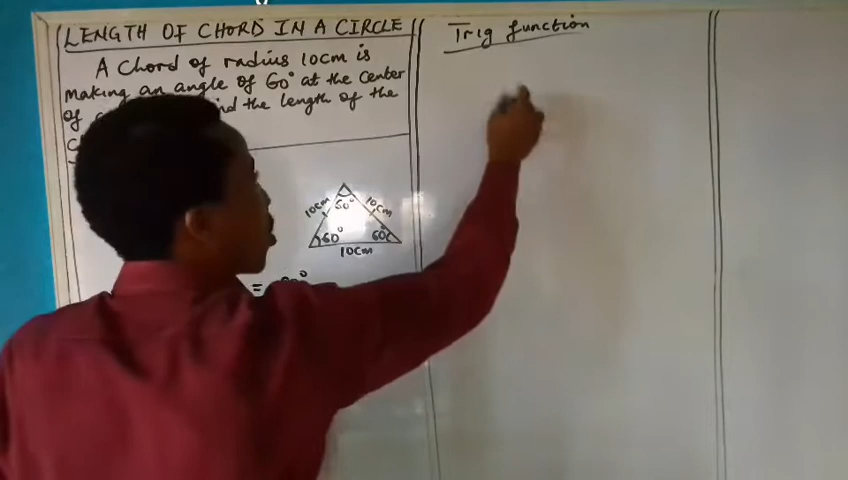 LENGTH OF CHORD IN A CIRCLE
A Chord of radius 10cm is
making an angle of 60° at the center
of nd the length of the
Trig function
10cm 60° 10cm
60° 60°
10cm
=